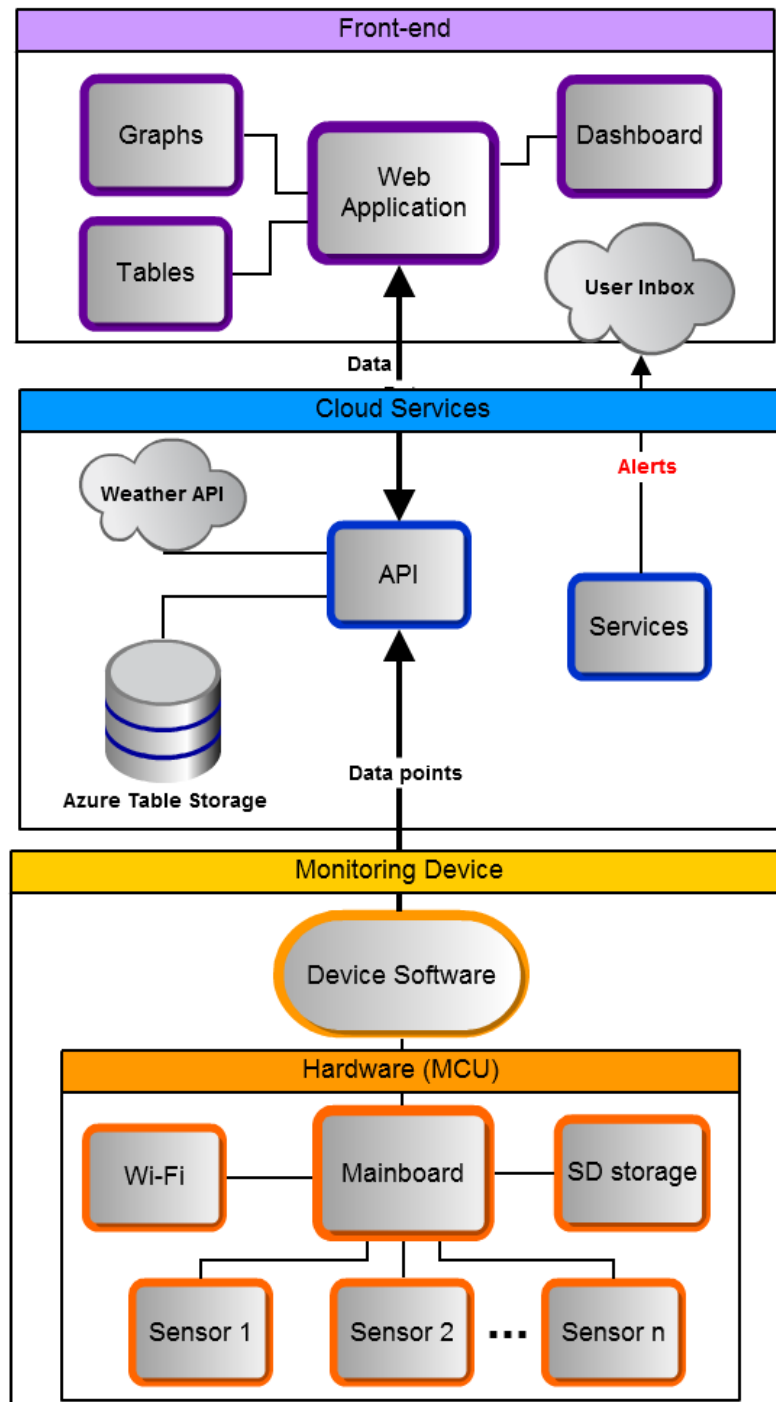 Front-end
Graphs
Dashboard
Web
Application
Tables
User Inbox
Data
Cloud Services
Alerts
Weather API
API
Services
Data points
Azure Table Storage
Monitoring Device
Device Software
Hardware (MCU)
Wi-Fi
Mainboard
SD storage
Sensor 1
Sensor 2
...
Sensor n